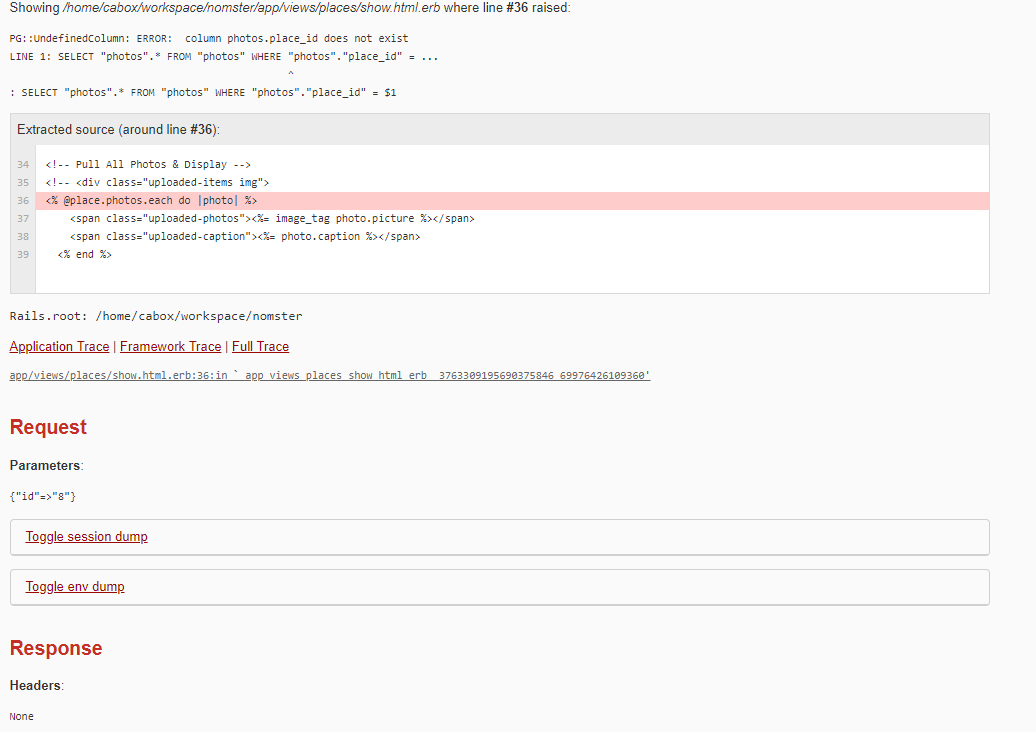 Showing /home/cabox/workspace/nomster/app/views/places/show.html.erb where line #36 raised:
PG::UndefinedColumn: ERROR:  column photos.place_id does not exist
LINE 1: SELECT "photos".* FROM "photos" WHERE "photos"."place_id" = ...
^
: SELECT "photos".* FROM "photos" WHERE "photos"."place_id" = $1
Extracted source (around line #36):
34 <!-- Pull All Photos & Display -->
35 <!-- <div class="uploaded-items img">
36 <% @place.photos.each do |photo| %>
37 <span class="uploaded-photos"><%= image_tag photo.picture %></span>
38 <span class="uploaded-caption"><%= photo.caption %></span>
39 <% end %>
Rails.root: /home/cabox/workspace/nomster
Application Trace | Framework Trace | Full Trace
app/views/places/show.html.erb:36:in `_app_views_places_show_html_erb__3763309195690375846_69976426109360'
Request
Parameters:
{"id"=>"8"}
Toggle session dump
Toggle env dump
Response
Headers:
None